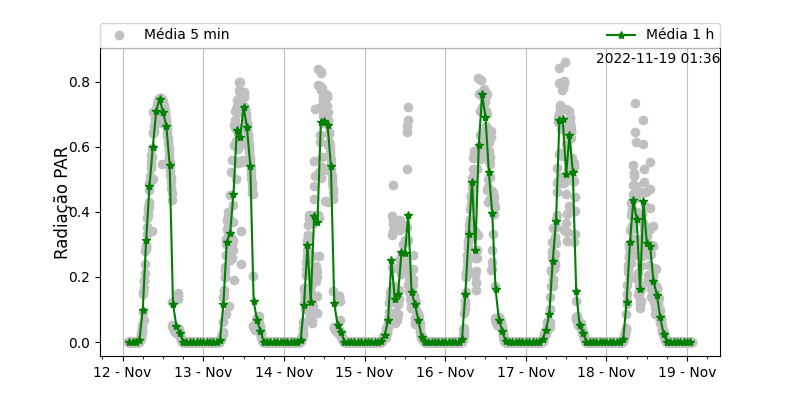 Média 5 min
Média 1 h
2022-11-19 01:36
Radiação PAR
0.8
0.6
0.4
0.2
0.0
12 - Nov
13 - Nov
14 - Nov
15 - Nov
16 - Nov
17 - Nov
18 - Nov
19 - Nov